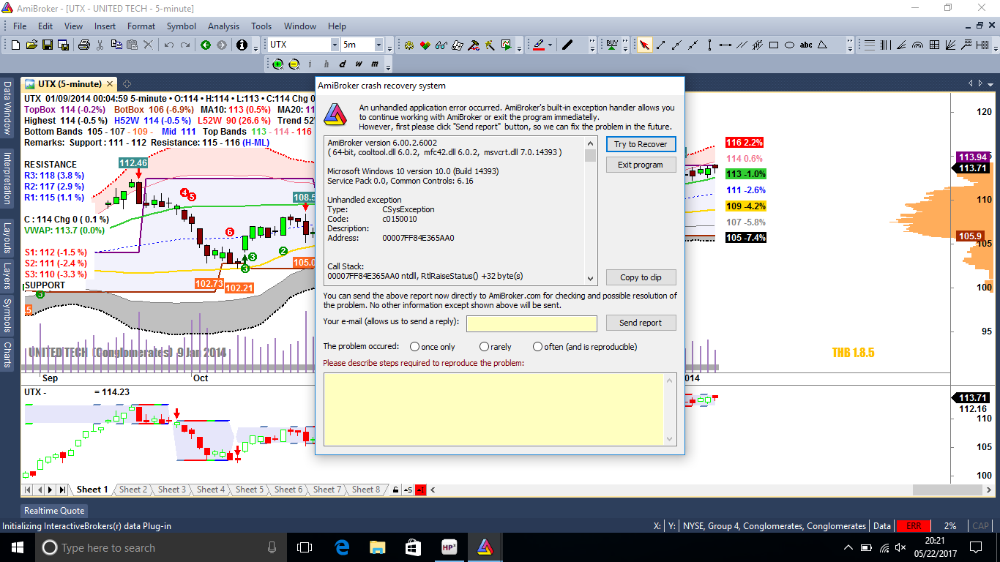 AmiBroker - [UTX - UNITED TECH - 5-minute]
File Edit View Insert Format Symbol Analysis Tools Window Help
UTX 5m BUY abc
i h d w m
UTX (5-minute)
Data Window
Interpretation
Layouts
Layers
Symbols
Charts
UTX 01/09/2014 00:04:59 5-minute • O:114 • H:114 • L:113 • C:114 Chg 0
TopBox 114 (-0.2%) BotBox 106 (-6.9%) MA10: 113 (0.5%) MA20: 11
Highest 114 (-0.5 %) H52W 114 (-0.5 %) L52W 90 (26.6 %) Trend 52W
Bottom Bands 105 - 107 - 109 - Mid 111 Top Bands 113 - 114 - 116
Remarks: Support : 111 - 112 Resistance: 115 - 116 (H-ML)
RESISTANCE
R3: 118 (3.8 %)
R2: 117 (2.9 %)
R1: 115 (1.1 %)
C : 114 Chg 0 ( 0.1 %)
VWAP: 113.7 (0.0%)
S1: 112 (-1.5 %)
S2: 111 (-2.4 %)
S3: 110 (-3.3 %)
SUPPORT
112.46
4 5
6
108.5
3
2
3
3
105.0
102.73
102.21
UNITED TECH (Conglomerates) 9 Jan 2014
Sep Oct 014
116 2.2%
114 0.6%
113 -1.0%
111 -2.6%
109 -4.2%
107 -5.8%
105 -7.4%
THB 1.8.5
120
113.94
113.71
110
105.9
105
100
95
AmiBroker crash recovery system
An unhandled application error occurred. AmiBroker's built-in exception handler allows you
to continue working with AmiBroker or exit the program immediatelly.
However, first please click "Send report" button, so we can fix the problem in the future.
AmiBroker version 6.00.2.6002
( 64-bit, cooltool.dll 6.0.2, mfc42.dll 6.0.2, msvcrt.dll 7.0.14393 )
Microsoft Windows 10 version 10.0 (Build 14393)
Service Pack 0.0, Common Controls: 6.16
Unhandled exception
Type: CSysException
Code: c0150010
Description:
Address: 00007FF84E365AA0
Call Stack:
00007FF84E365AA0 ntdll, RtlRaiseStatus() +32 byte(s)
Try to Recover
Exit program
Copy to clip
You can send the above report now directly to AmiBroker.com for checking and possible resolution of
the problem. No other information except shown above will be sent.
Your e-mail (allows us to send a reply):
Send report
The problem occured: once only rarely often (and is reproducible)
Please describe steps required to reproduce the problem:
UTX - = 114.23
113.71
112.16
110
105
100
Sheet 1 Sheet 2 Sheet 3 Sheet 4 Sheet 5 Sheet 6 Sheet 7 Sheet 8
Realtime Quote
Initializing InteractiveBrokers(r) data Plug-in X: Y: NYSE, Group 4, Conglomerates, Conglomerates Data ERR 2% CAP
Type here to search
HP
20:21
05/22/2017